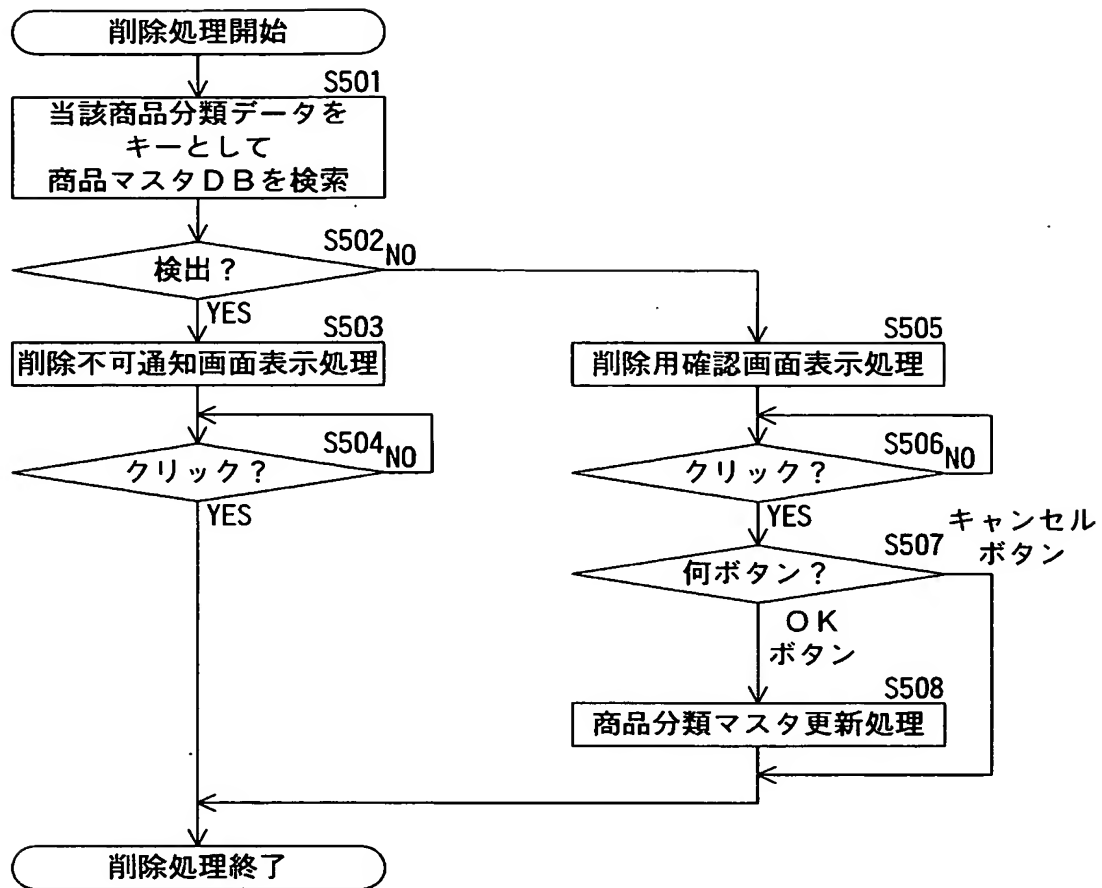 削除処理開始
S501
当該商品分類データを
キーとして
商品マスタDBを検索
S502
NO
検出?
YES
S503
削除不可通知画面表示処理
S504
NO
クリック?
YES
S505
削除用確認画面表示処理
S506
NO
クリック?
YES
S507
キャンセル
ボタン
何ボタン?
OK
ボタン
S508
商品分類マスタ更新処理
削除処理終了